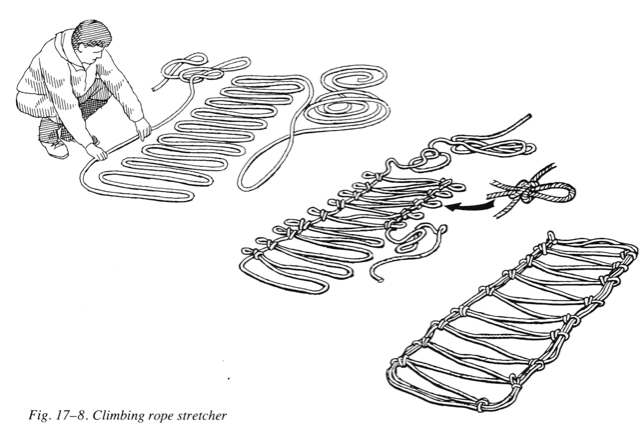 Fig. 17–8. Climbing rope stretcher